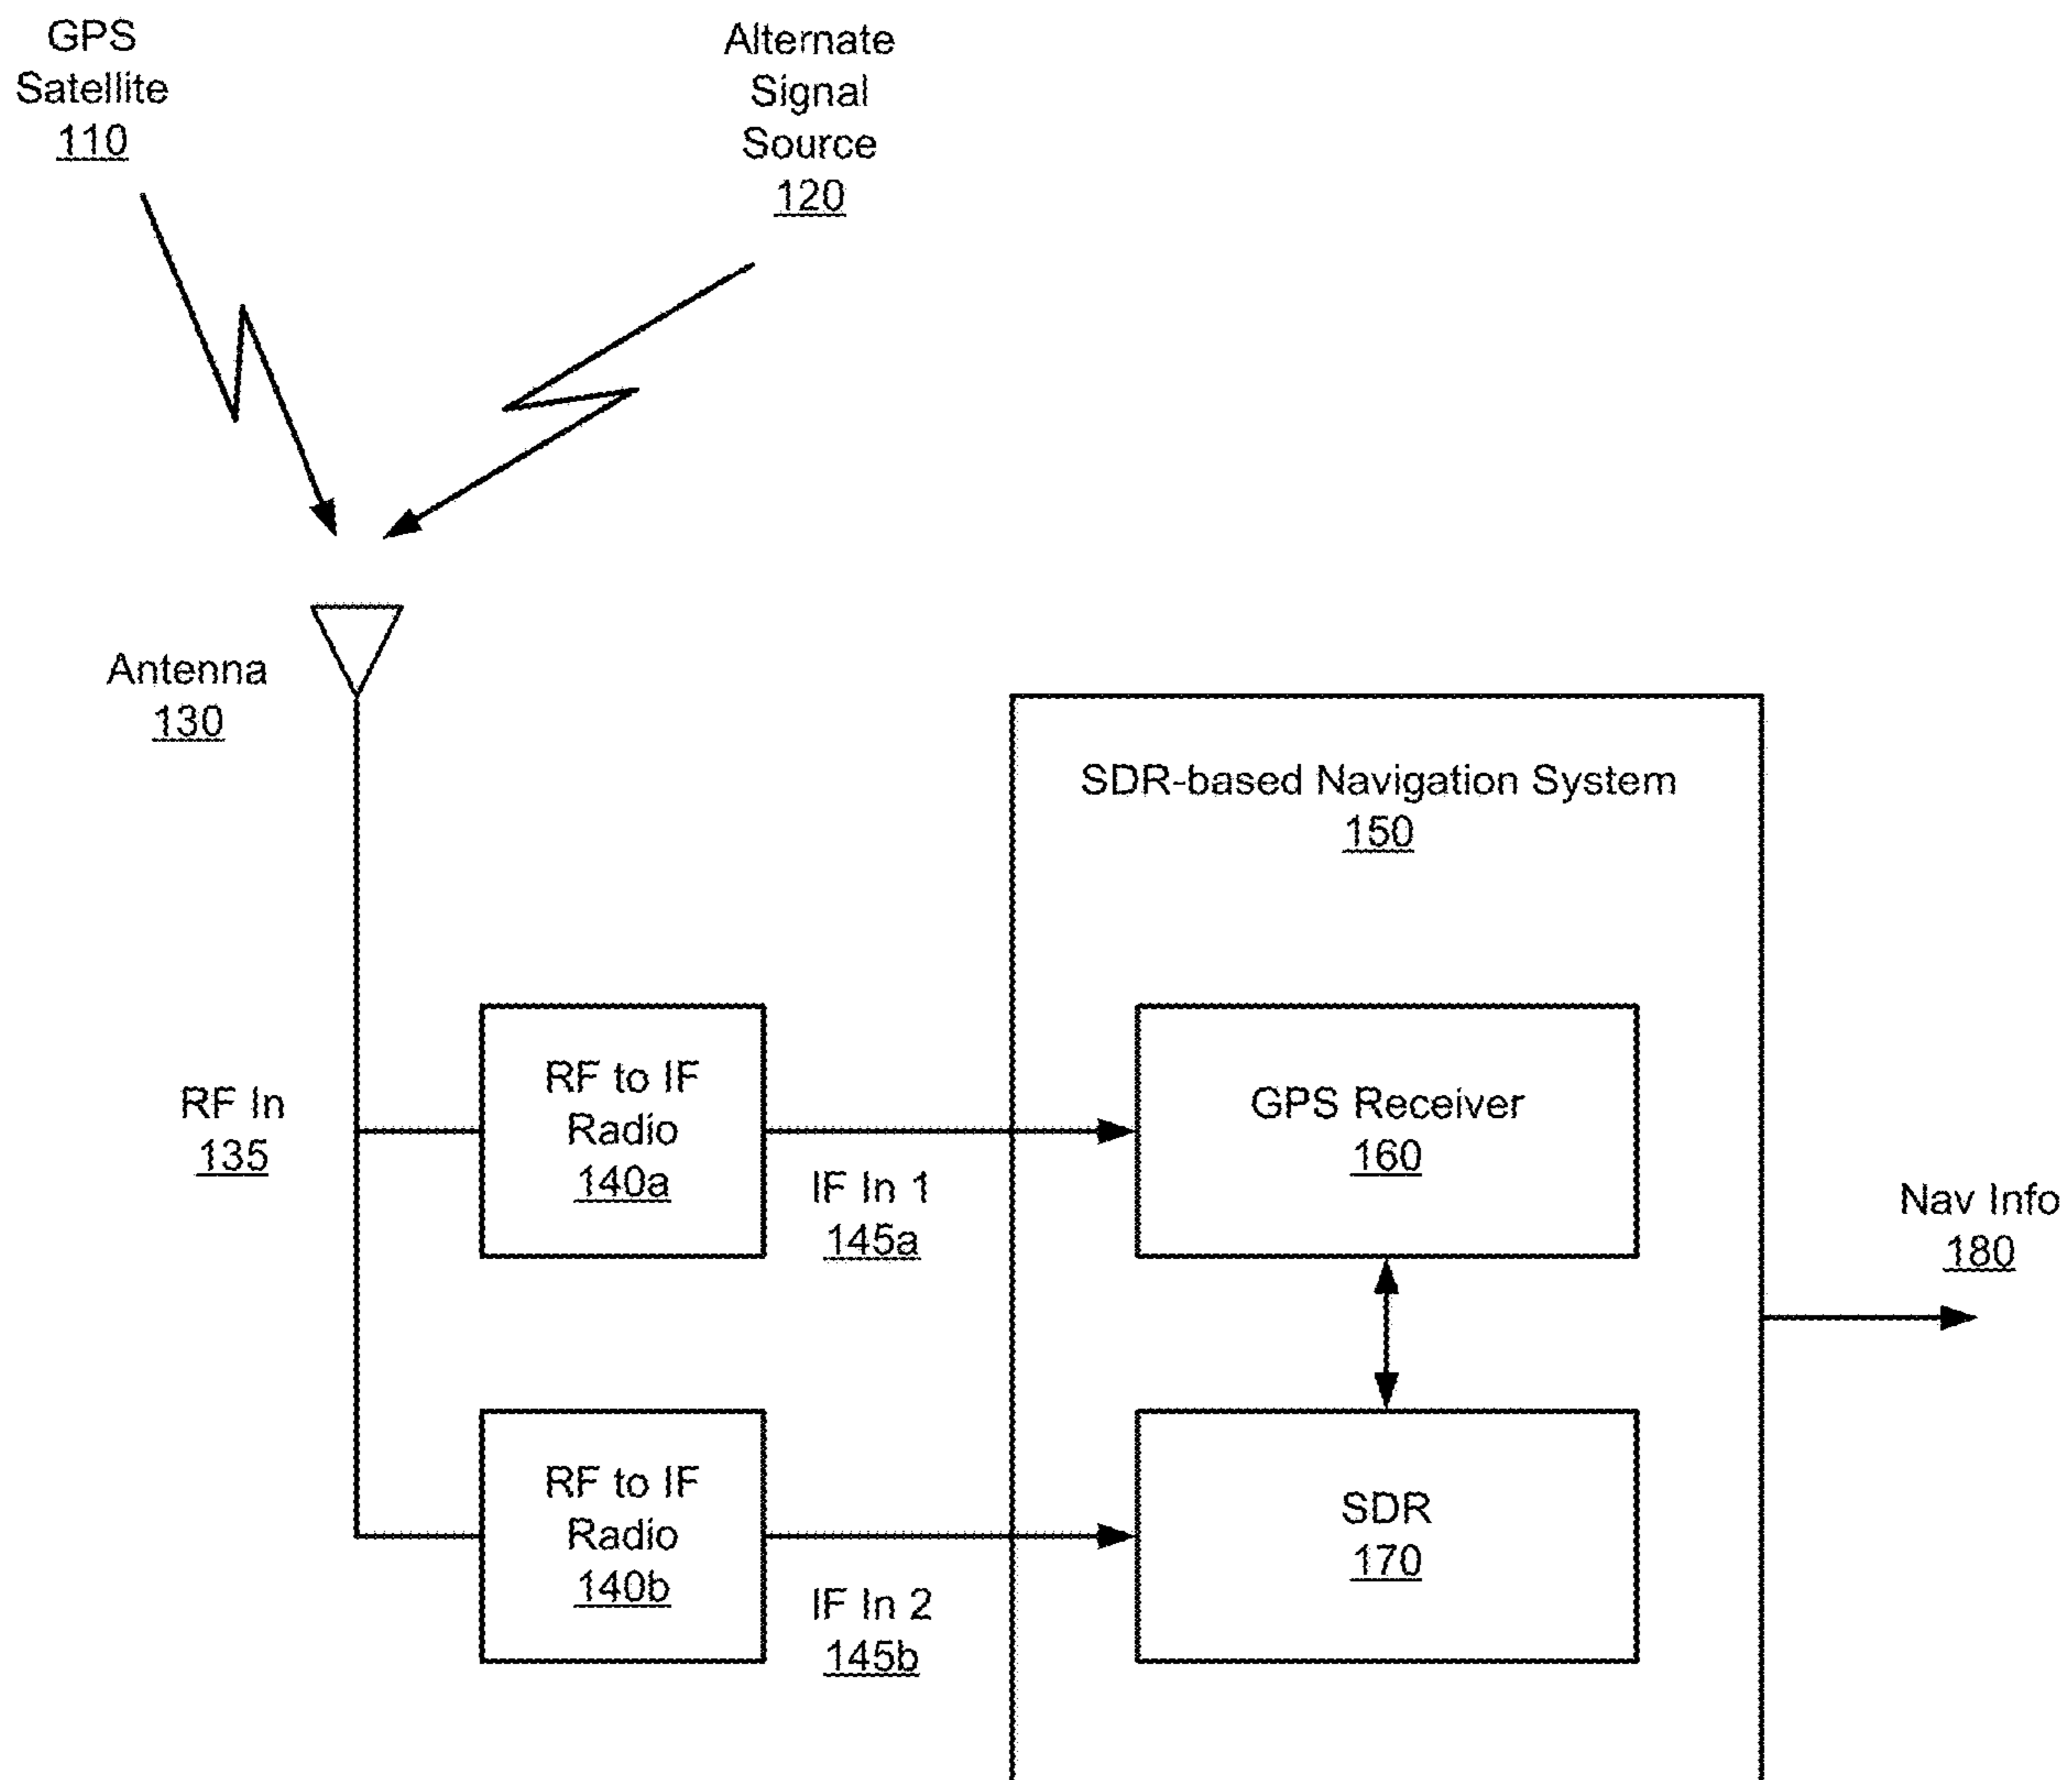 GPS
Satellite
110
Alternate
Signal
Source
120
Antenna
130
SDR-based Navigation System
150
RF In
135
RF to IF
Radio
140a
IF In 1
145a
GPS Receiver
160
Nav Info
180
RF to IF
Radio
140b
IF In 2
145b
SDR
170